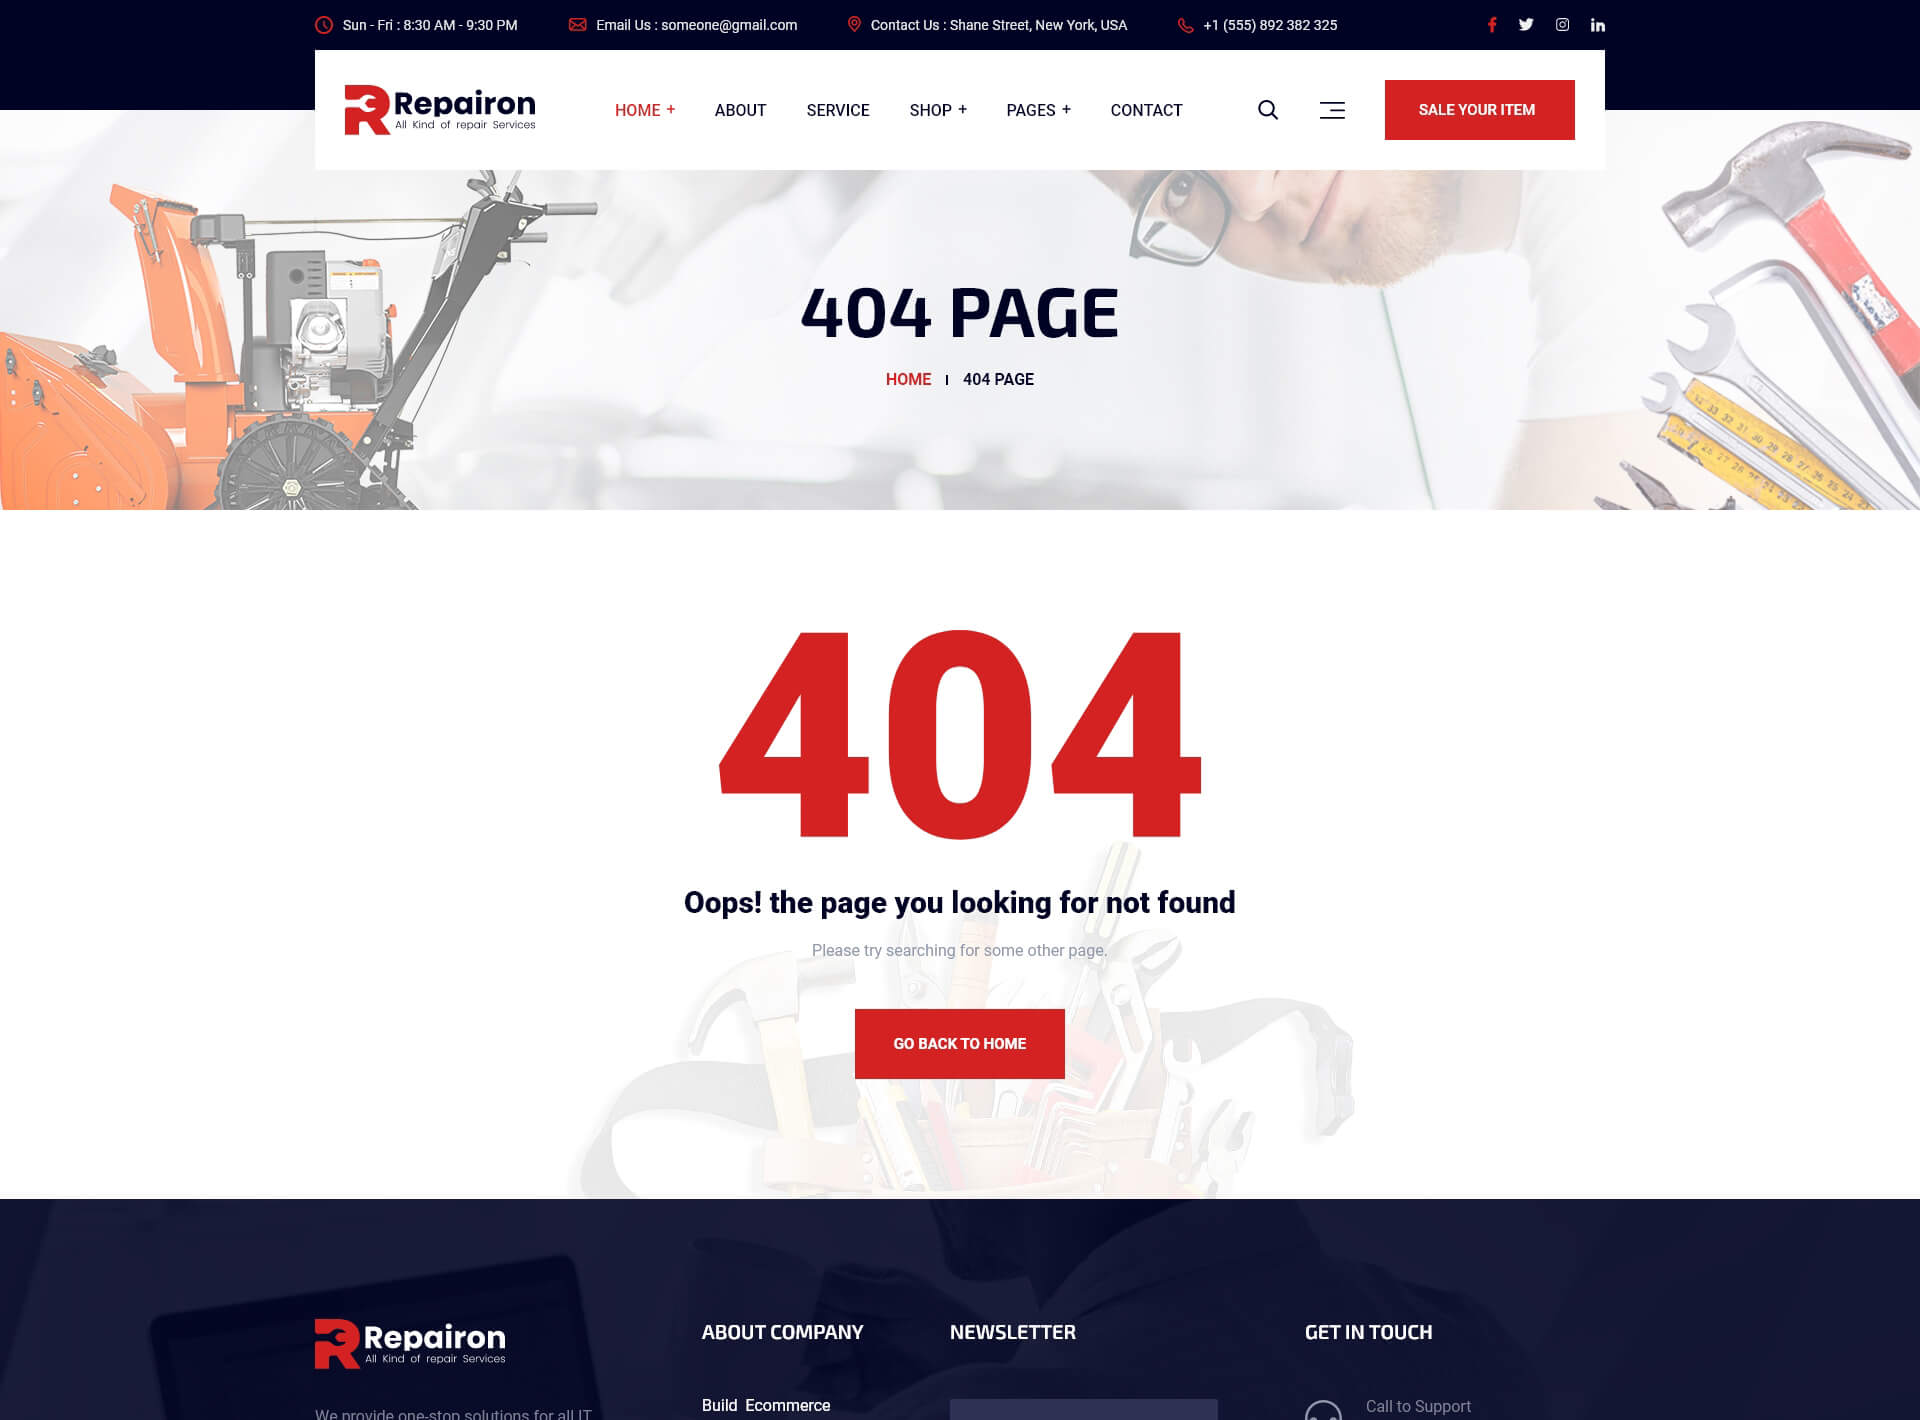 Sun - Fri : 8:30 AM - 9:30 PM
Email Us : someone@gmail.com
Contact Us : Shane Street, New York, USA
+1 (555) 892 382 325
Repairon
All Kind of repair Services
HOME +
ABOUT
SERVICE
SHOP +
PAGES +
CONTACT
SALE YOUR ITEM
404 PAGE
HOME
404 PAGE
404
Oops! the page you looking for not found
Please try searching for some other page.
GO BACK TO HOME
Repairon
All Kind of repair Services
We provide one-stop solutions for all IT
ABOUT COMPANY
Build Ecommerce
NEWSLETTER
GET IN TOUCH
Call to Support